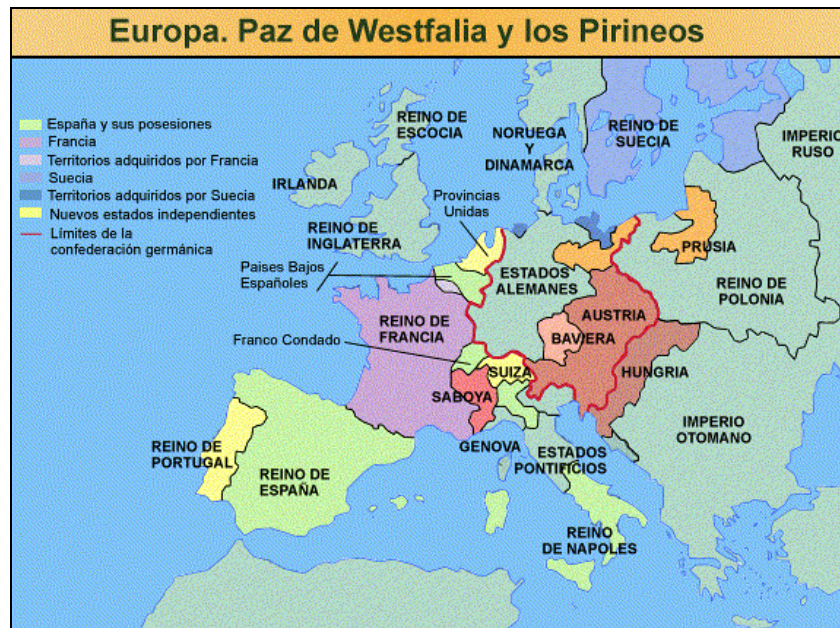 Europa. Paz de Westfalia y los Pirineos
España y sus posesiones
Francia
Territorios adquiridos por Francia
Suecia
Territorios adquiridos por Suecia
Nuevos estados independientes
Límites de la
confederación germánica
REINO DE
ESCOCIA
NORUEGA
Y
DINAMARCA
REINO DE
SUECIA
IMPERIO
RUSO
IRLANDA
Provincias
Unidas
REINO DE
INGLATERRA
PRUSIA
Paises Bajos
Españoles
ESTADOS
ALEMANES
REINO DE
POLONIA
REINO DE
FRANCIA
AUSTRIA
BAVIERA
Franco Condado
SUIZA
HUNGRIA
SABOYA
IMPERIO
OTOMANO
REINO DE
PORTUGAL
GENOVA
ESTADOS
PONTIFICIOS
REINO DE
ESPAÑA
REINO
DE NAPOLES